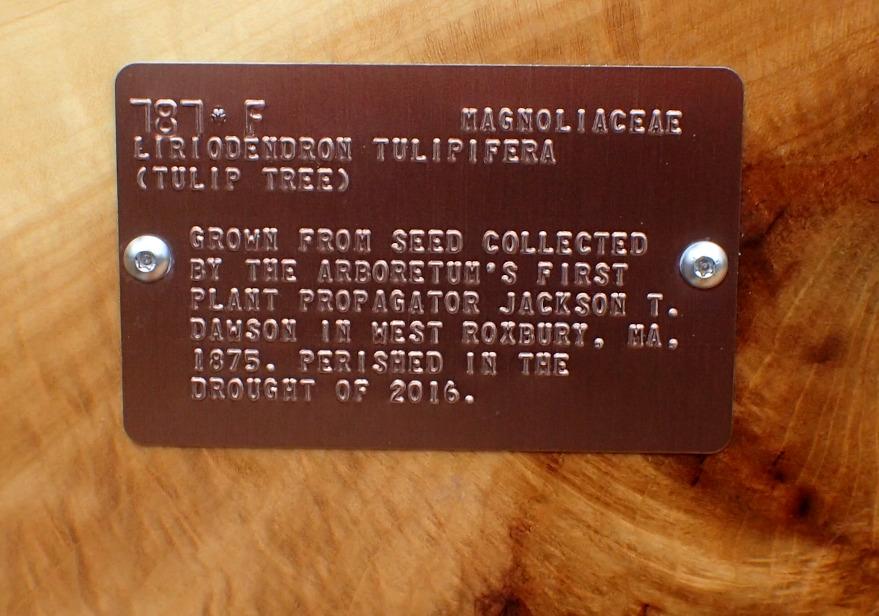 787*F MAGNOLIACEAE
LIRIODENDRON TULIPIFERA
(TULIP TREE)
GROWN FROM SEED COLLECTED
BY THE ARBORETUM'S FIRST
PLANT PROPAGATOR JACKSON T.
DAWSON IN WEST ROXBURY, MA,
1875. PERISHED IN THE
DROUGHT OF 2016.